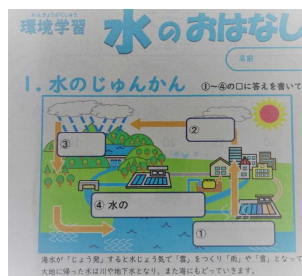 かんきょうがくしゅう
環境学習
水のおはなし
名前
1.水のじゅんかん ①~④の□に答えを書いて
②
③
④ 水の
①
海水が「じょう発」すると水じょう気で「雲」をつくり「雨」や「雪」となって
大地に帰った水は川や地下水となり、また海にもどっていきます。